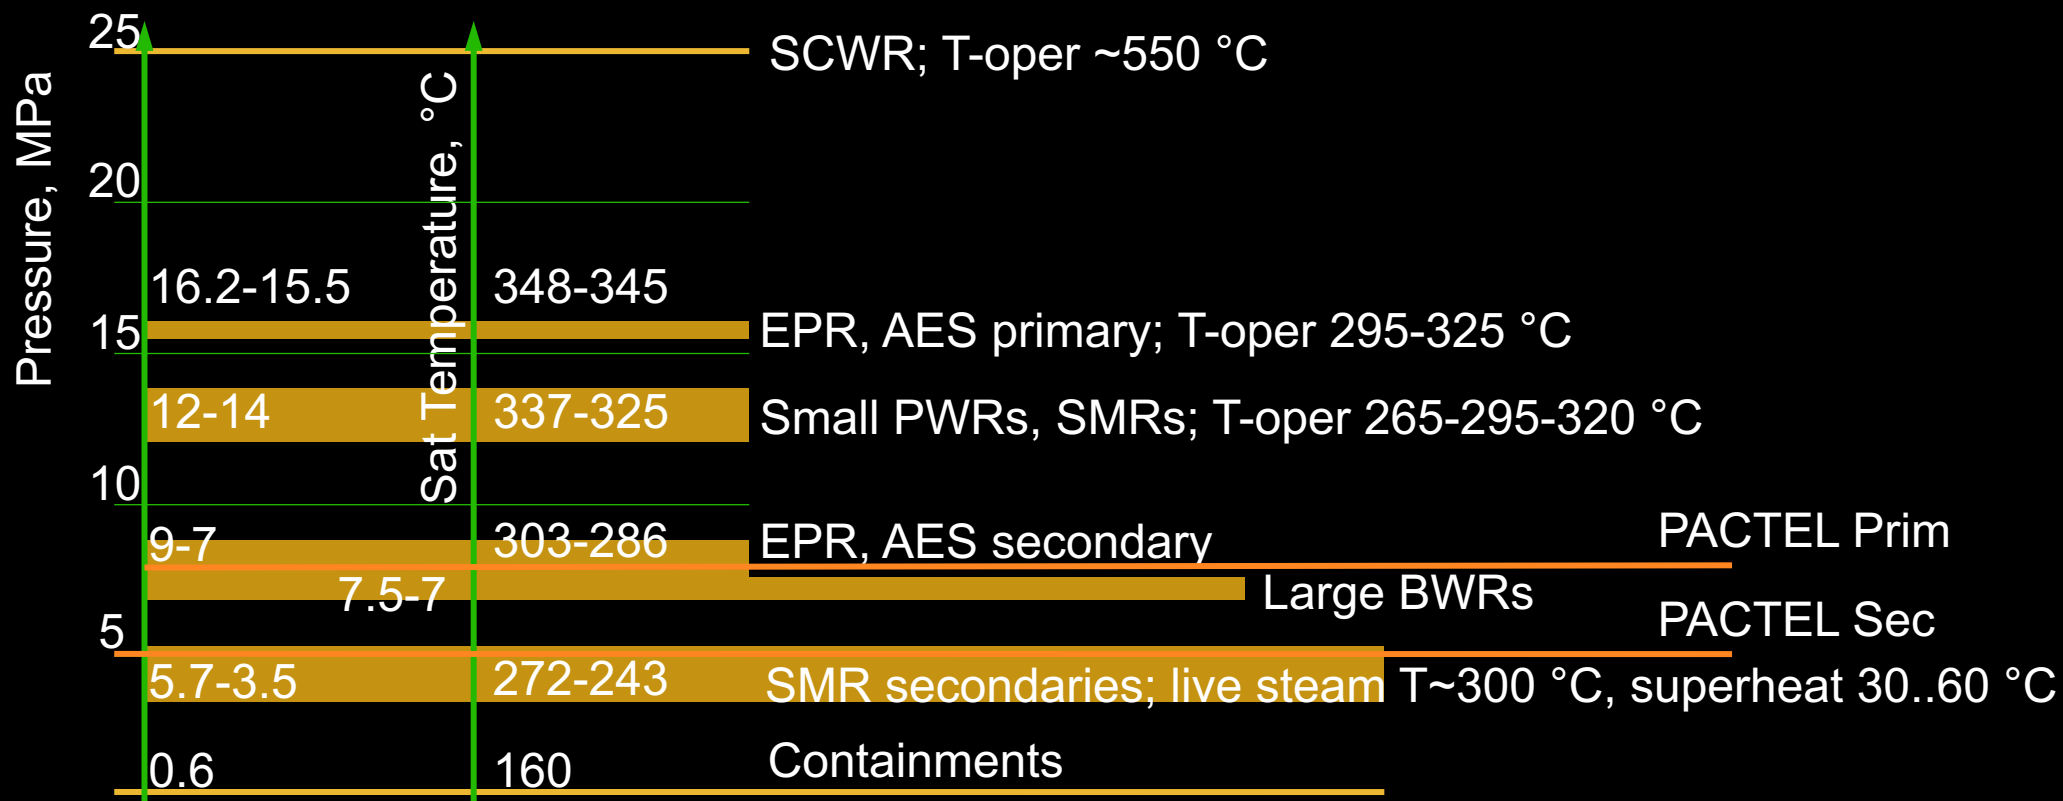 25
SCWR; T-oper ~550 °C
Pressure, MPa
Sat Temperature, °C
20
16.2-15.5
348-345
15
EPR, AES primary; T-oper 295-325 °C
12-14
337-325
Small PWRs, SMRs; T-oper 265-295-320 °C
10
9-7
303-286
EPR, AES secondary
PACTEL Prim
7.5-7
Large BWRs
5
PACTEL Sec
5.7-3.5
272-243
SMR secondaries; live steam T~300 °C, superheat 30..60 °C
0.6
160
Containments